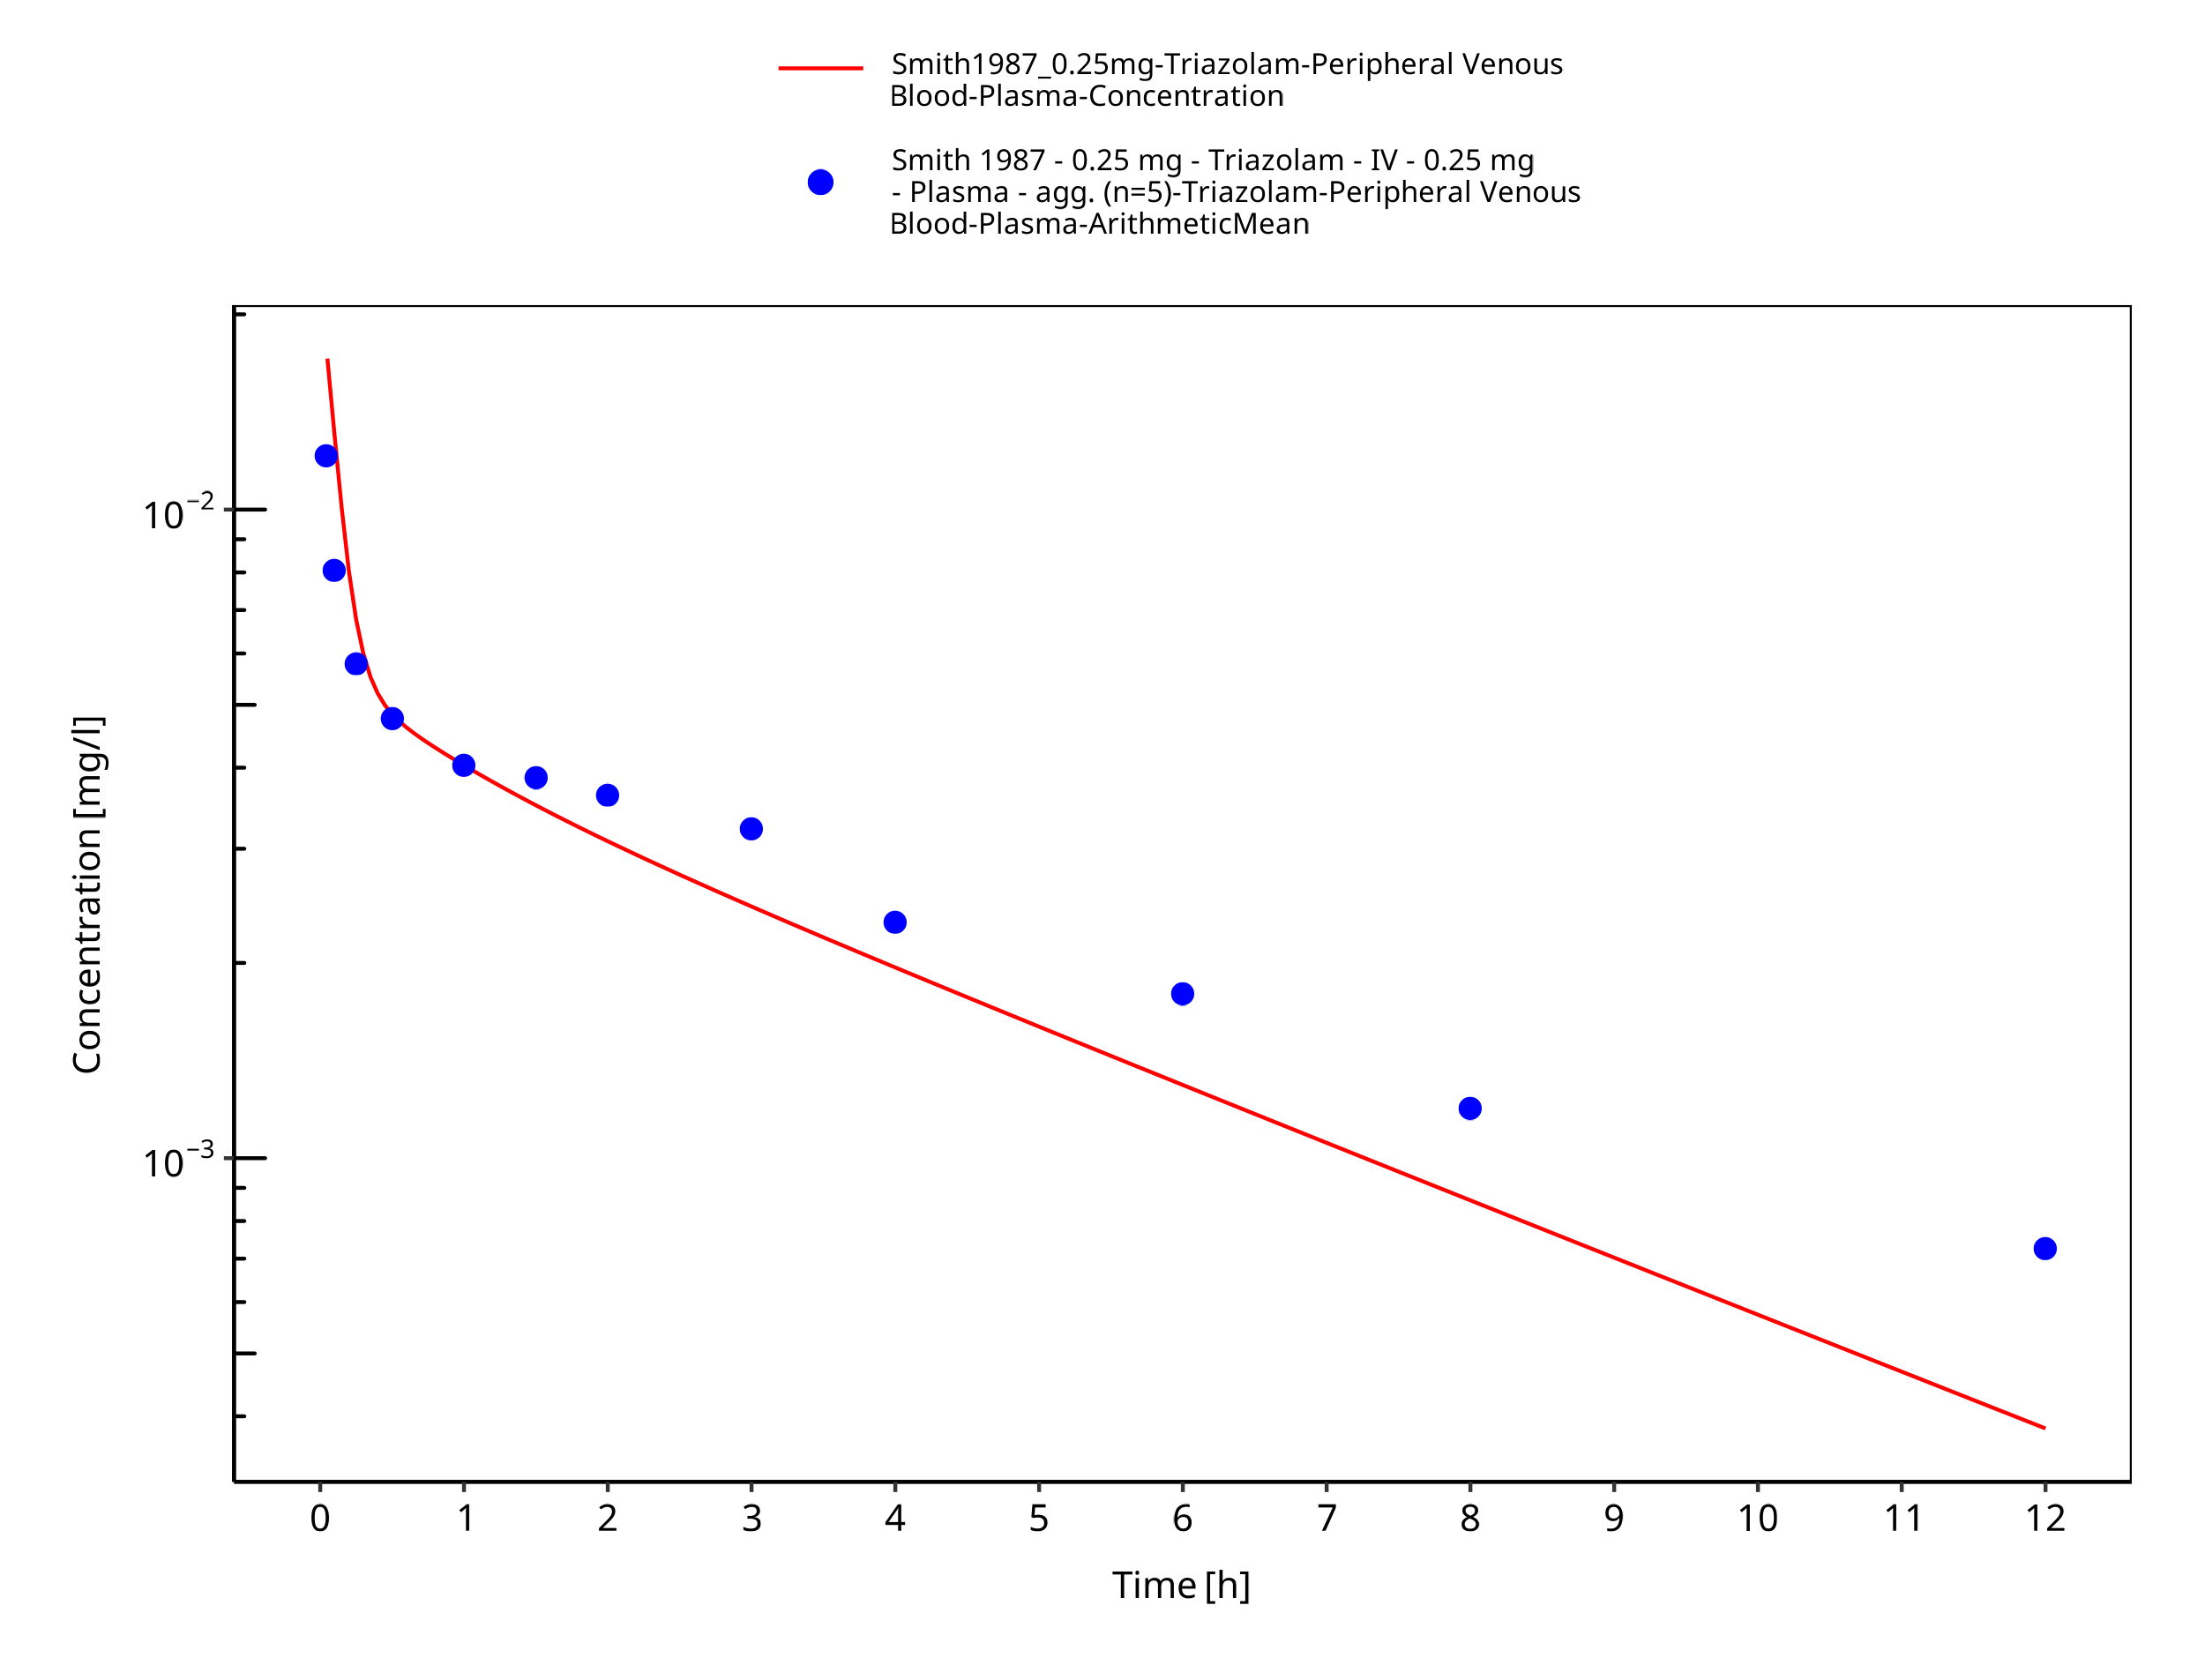 Smith1987_0.25mg-Triazolam-Peripheral Venous
Blood-Plasma-Concentration
Smith 1987 - 0.25 mg - Triazolam - IV - 0.25 mg
- Plasma - agg. (n=5)-Triazolam-Peripheral Venous
Blood-Plasma-ArithmeticMean
Concentration [mg/l]
10⁻²
10⁻³
0 1 2 3 4 5 6 7 8 9 10 11 12
Time [h]